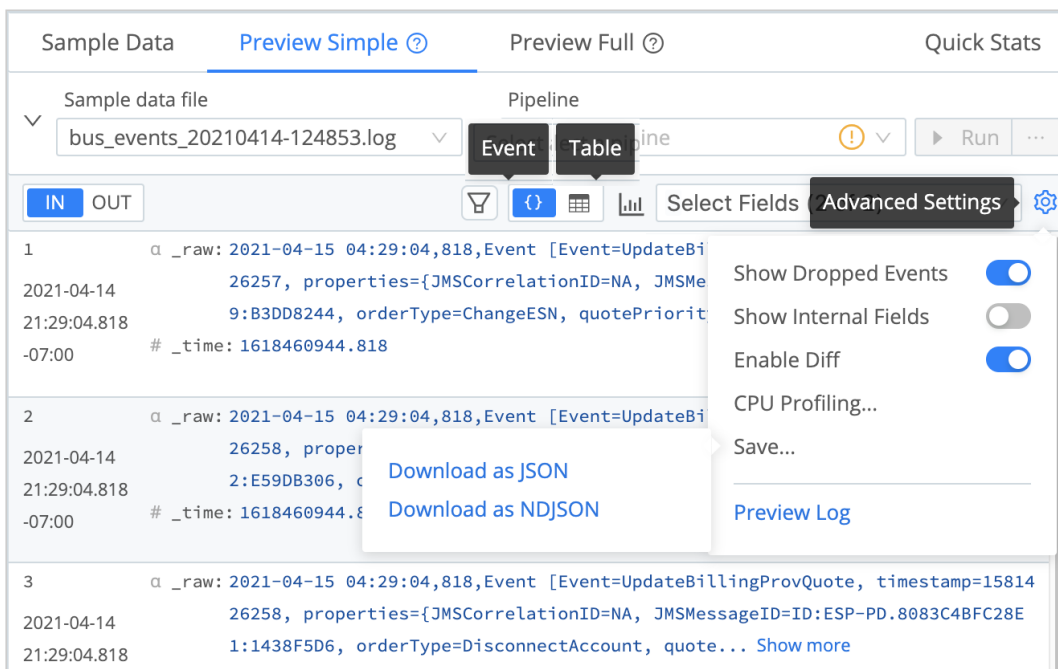 Sample Data Preview Simple ? Preview Full ? Quick Stats
Sample data file Pipeline
bus_events_20210414-124853.log ipine
Event Table
! Run ...
IN OUT {} Select Fields ( Advanced Settings
1 α _raw: 2021-04-15 04:29:04,818,Event [Event=UpdateBil
2021-04-14 26257, properties={JMSCorrelationID=NA, JMSMe
21:29:04.818 9:B3DD8244, orderType=ChangeESN, quotePriority
-07:00 # _time: 1618460944.818
Show Dropped Events
Show Internal Fields
Enable Diff
CPU Profiling...
Save...
Preview Log
2 α _raw: 2021-04-15 04:29:04,818,Event [Event=UpdateBil
2021-04-14 26258, proper
21:29:04.818 2:E59DB306,
-07:00 # _time: 1618460944.8
Download as JSON
Download as NDJSON
3 α _raw: 2021-04-15 04:29:04,818,Event [Event=UpdateBillingProvQuote, timestamp=15814
2021-04-14 26258, properties={JMSCorrelationID=NA, JMSMessageID=ID:ESP-PD.8083C4BFC28E
21:29:04.818 1:1438F5D6, orderType=DisconnectAccount, quote... Show more